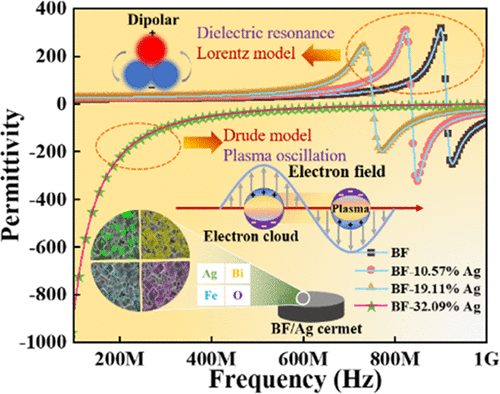 400
200
0
-200
-400
-600
-800
-1000
Permittivity
Dipolar
+
-
Dielectric resonance
Lorentz model
Drude model
Plasma oscillation
Electron field
Plasma
Electron cloud
Ag Bi
Fe O
BF/Ag cermet
BF
BF-10.57% Ag
BF-19.11% Ag
BF-32.09% Ag
200M 400M 600M 800M 1G
Frequency (Hz)